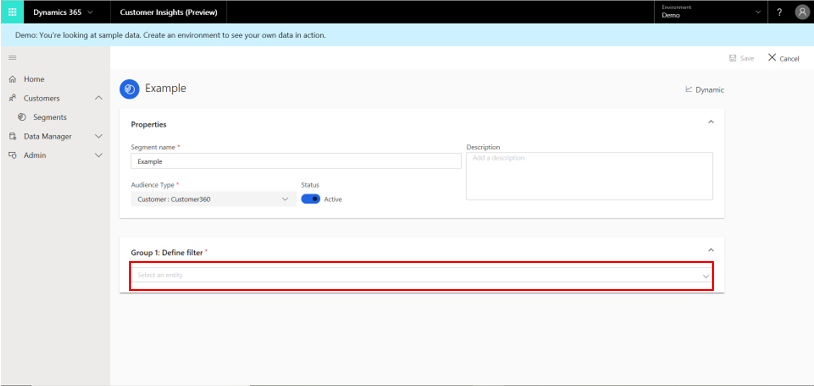 Dynamics 365
Customer Insights (Preview)
Environment
Demo
?
Demo: You're looking at sample data. Create an environment to see your own data in action.
Save
Cancel
Home
Customers
Segments
Data Manager
Admin
Example
Dynamic
Properties
Segment name *
Example
Description
Add a description
Audience Type *
Customer : Customer360
Status
Active
Group 1: Define filter *
Select an entity